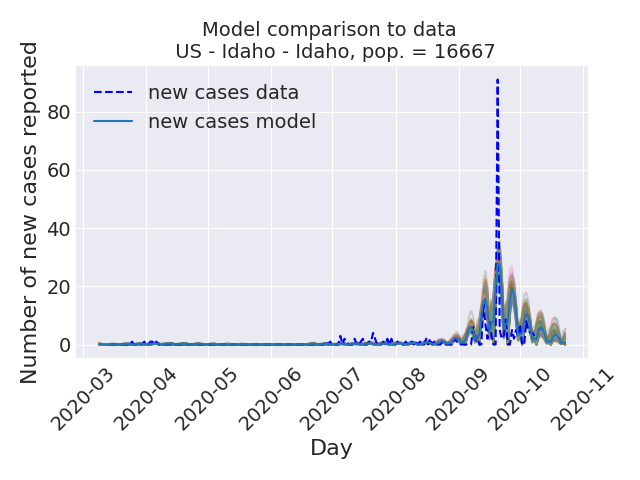 Model comparison to data
US - Idaho - Idaho, pop. = 16667
Number of new cases reported
80
60
40
20
0
new cases data
new cases model
2020-03
2020-04
2020-05
2020-06
2020-07
2020-08
2020-09
2020-10
2020-11
Day